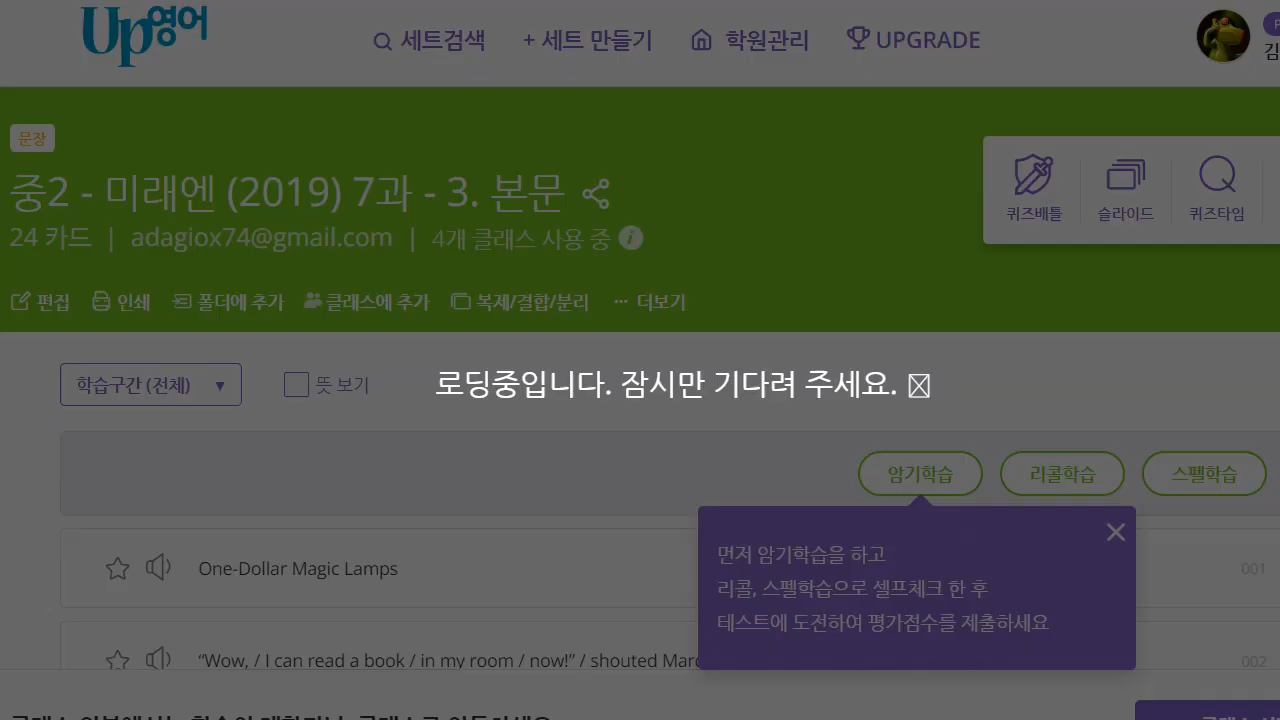 Up영어
세트검색
+ 세트 만들기
학원관리
UPGRADE
문장
중2 - 미래엔 (2019) 7과 - 3. 본문
퀴즈배틀
슬라이드
퀴즈타임
24 카드 | adagiox74@gmail.com | 4개 클래스 사용 중
편집
인쇄
폴더에 추가
클래스에 추가
복제/결합/분리
··· 더보기
학습구간 (전체) ▼
뜻 보기
로딩중입니다. 잠시만 기다려 주세요.
암기학습
리콜학습
스펠학습
먼저 암기학습을 하고
리콜, 스펠학습으로 셀프체크 한 후
테스트에 도전하여 평가점수를 제출하세요
One-Dollar Magic Lamps
001
“Wow, / I can read a book / in my room / now!” / shouted
002